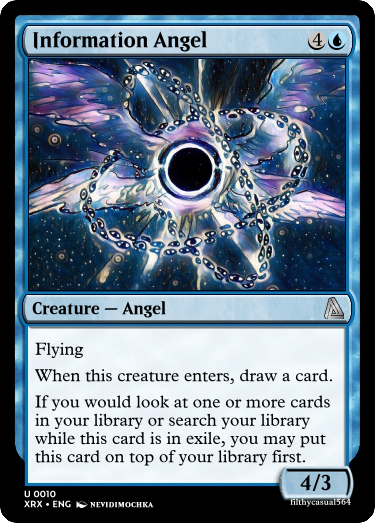 Information Angel 4
Creature — Angel
Flying
When this creature enters, draw a card.
If you would look at one or more cards
in your library or search your library
while this card is in exile, you may put
this card on top of your library first.
4/3
U 0010
XRX • ENG NEVIDIMOCHKA
filthycasual564